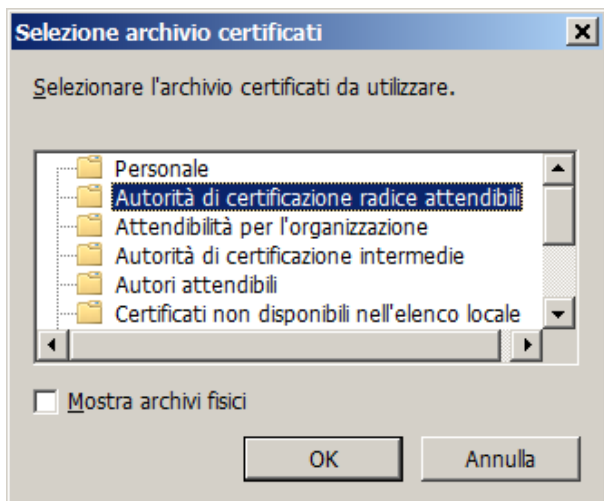 Selezione archivio certificati
Selezionare l'archivio certificati da utilizzare.
Personale
Autorità di certificazione radice attendibili
Attendibilità per l'organizzazione
Autorità di certificazione intermedie
Autori attendibili
Certificati non disponibili nell'elenco locale
Mostra archivi fisici
OK Annulla